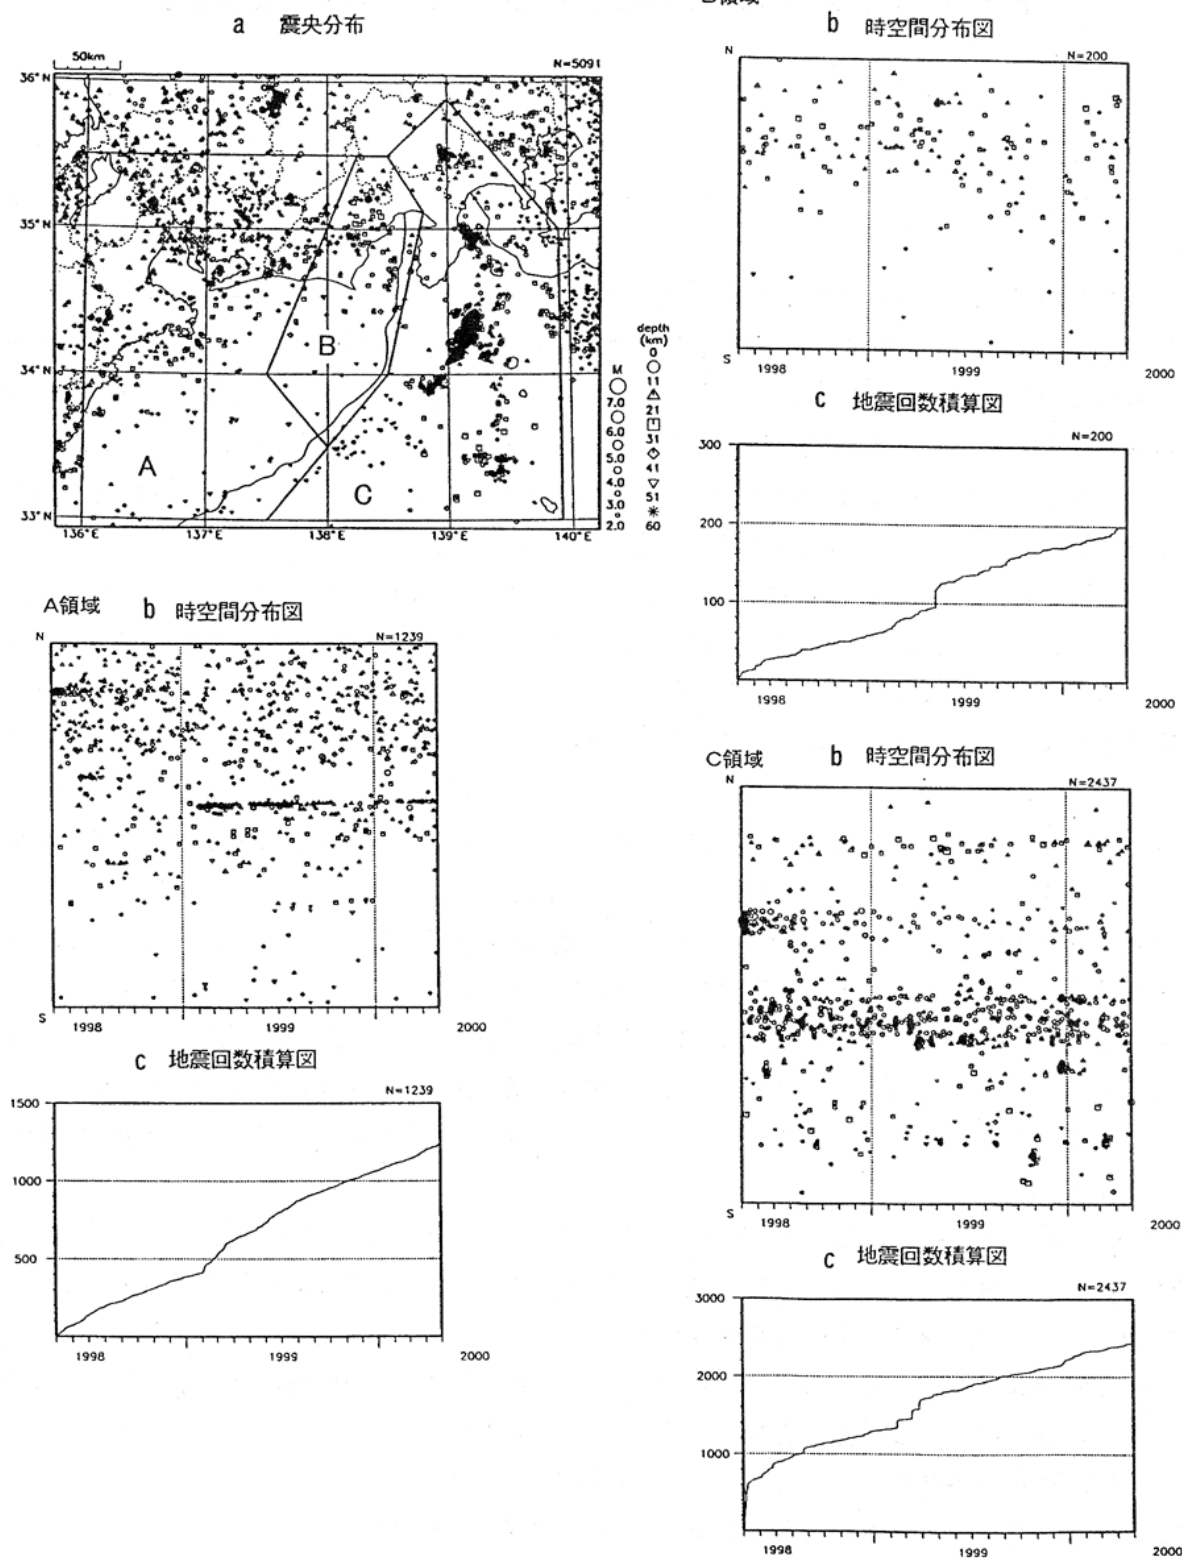 a 震央分布
50km
N=5091
36°N
35°N
34°N
33°N
136°E
137°E
138°E
139°E
140°E
A
B
C
M
7.0
6.0
5.0
4.0
3.0
2.0
depth
(km)
0
11
21
31
41
51
60
A領域 b 時空間分布図
N
N=1239
S
1998
1999
2000
c 地震回数積算図
N=1239
1500
1000
500
1998
1999
2000
b 時空間分布図
N
N=200
S
1998
1999
2000
c 地震回数積算図
N=200
300
200
100
1998
1999
2000
C領域 b 時空間分布図
N
N=2437
S
1998
1999
2000
c 地震回数積算図
N=2437
3000
2000
1000
1998
1999
2000